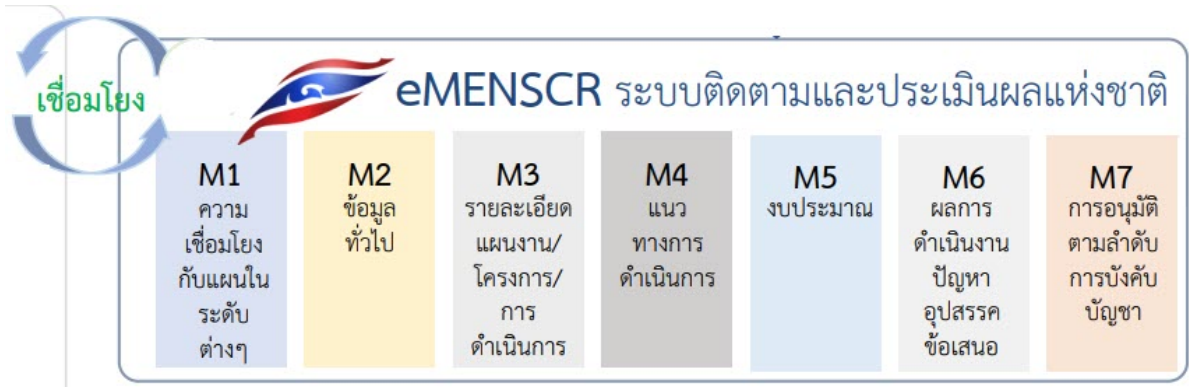 เชื่อมโยง
eMENSCR ระบบติดตามและประเมินผลแห่งชาติ
M1
ความ
เชื่อมโยง
กับแผนใน
ระดับ
ต่างๆ
M2
ข้อมูล
ทั่วไป
M3
รายละเอียด
แผนงาน/
โครงการ/
การ
ดำเนินการ
M4
แนว
ทางการ
ดำเนินการ
M5
งบประมาณ
M6
ผลการ
ดำเนินงาน
ปัญหา
อุปสรรค
ข้อเสนอ
M7
การอนุมัติ
ตามลำดับ
การบังคับ
บัญชา